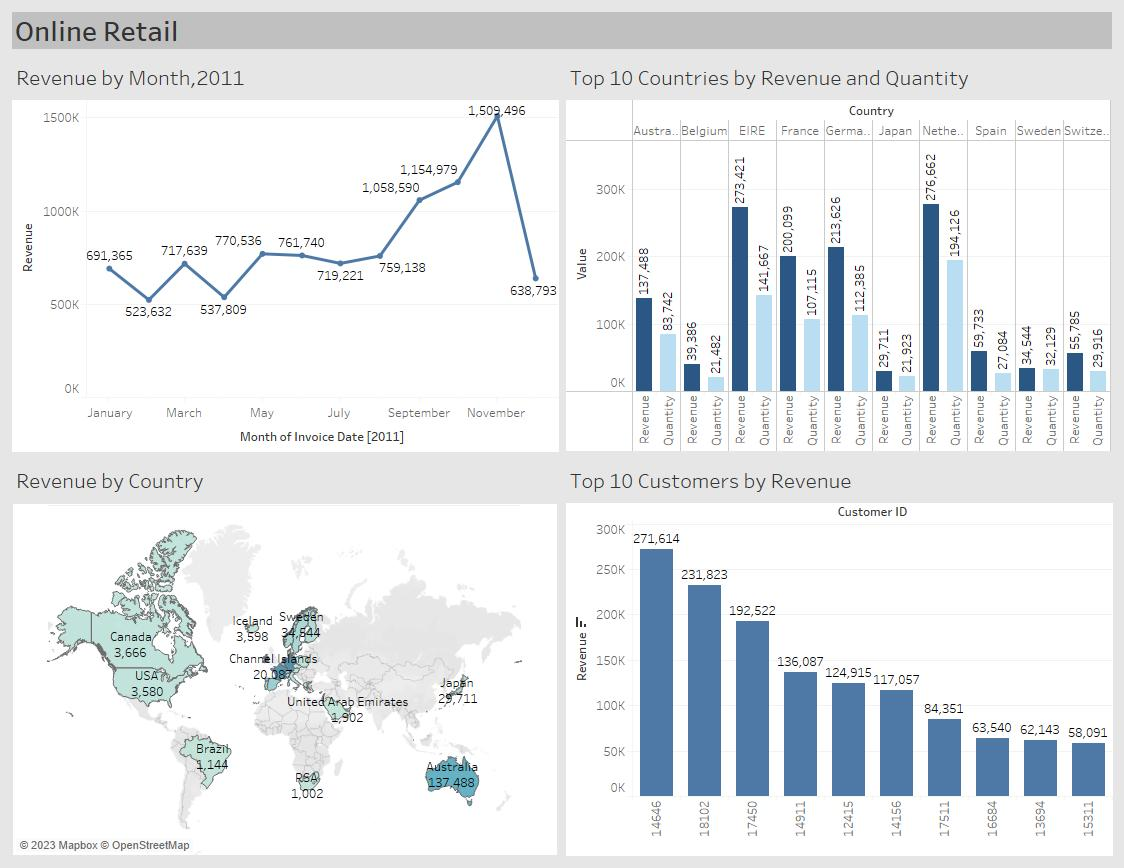 Online Retail
Revenue by Month,2011
1500K
1000K
500K
0K
Revenue
691,365
523,632
717,639
537,809
770,536
761,740
719,221
759,138
1,058,590
1,154,979
1,509,496
638,793
January March May July September November
Month of Invoice Date [2011]
Top 10 Countries by Revenue and Quantity
Country
Austra.. Belgium EIRE France Germa.. Japan Nethe.. Spain Sweden Switze..
300K
200K
100K
0K
Value
137,488 83,742 39,386 21,482 273,421 141,667 200,099 107,115 213,626 112,385 29,711 21,923 276,662 194,126 59,733 27,084 34,544 32,129 55,785 29,916
Revenue Quantity Revenue Quantity Revenue Quantity Revenue Quantity Revenue Quantity Revenue Quantity Revenue Quantity Revenue Quantity Revenue Quantity Revenue Quantity
Revenue by Country
Iceland
3,598
Sweden
34,544
Canada
3,666
Channel Islands
20,087
USA
3,580
Japan
29,711
United Arab Emirates
1,902
Brazil
1,144
Australia
137,488
RSA
1,002
© 2023 Mapbox © OpenStreetMap
Top 10 Customers by Revenue
Customer ID
300K
250K
200K
150K
100K
50K
0K
Revenue
271,614
231,823
192,522
136,087
124,915
117,057
84,351
63,540
62,143
58,091
14646 18102 17450 14911 12415 14156 17511 16684 13694 15311